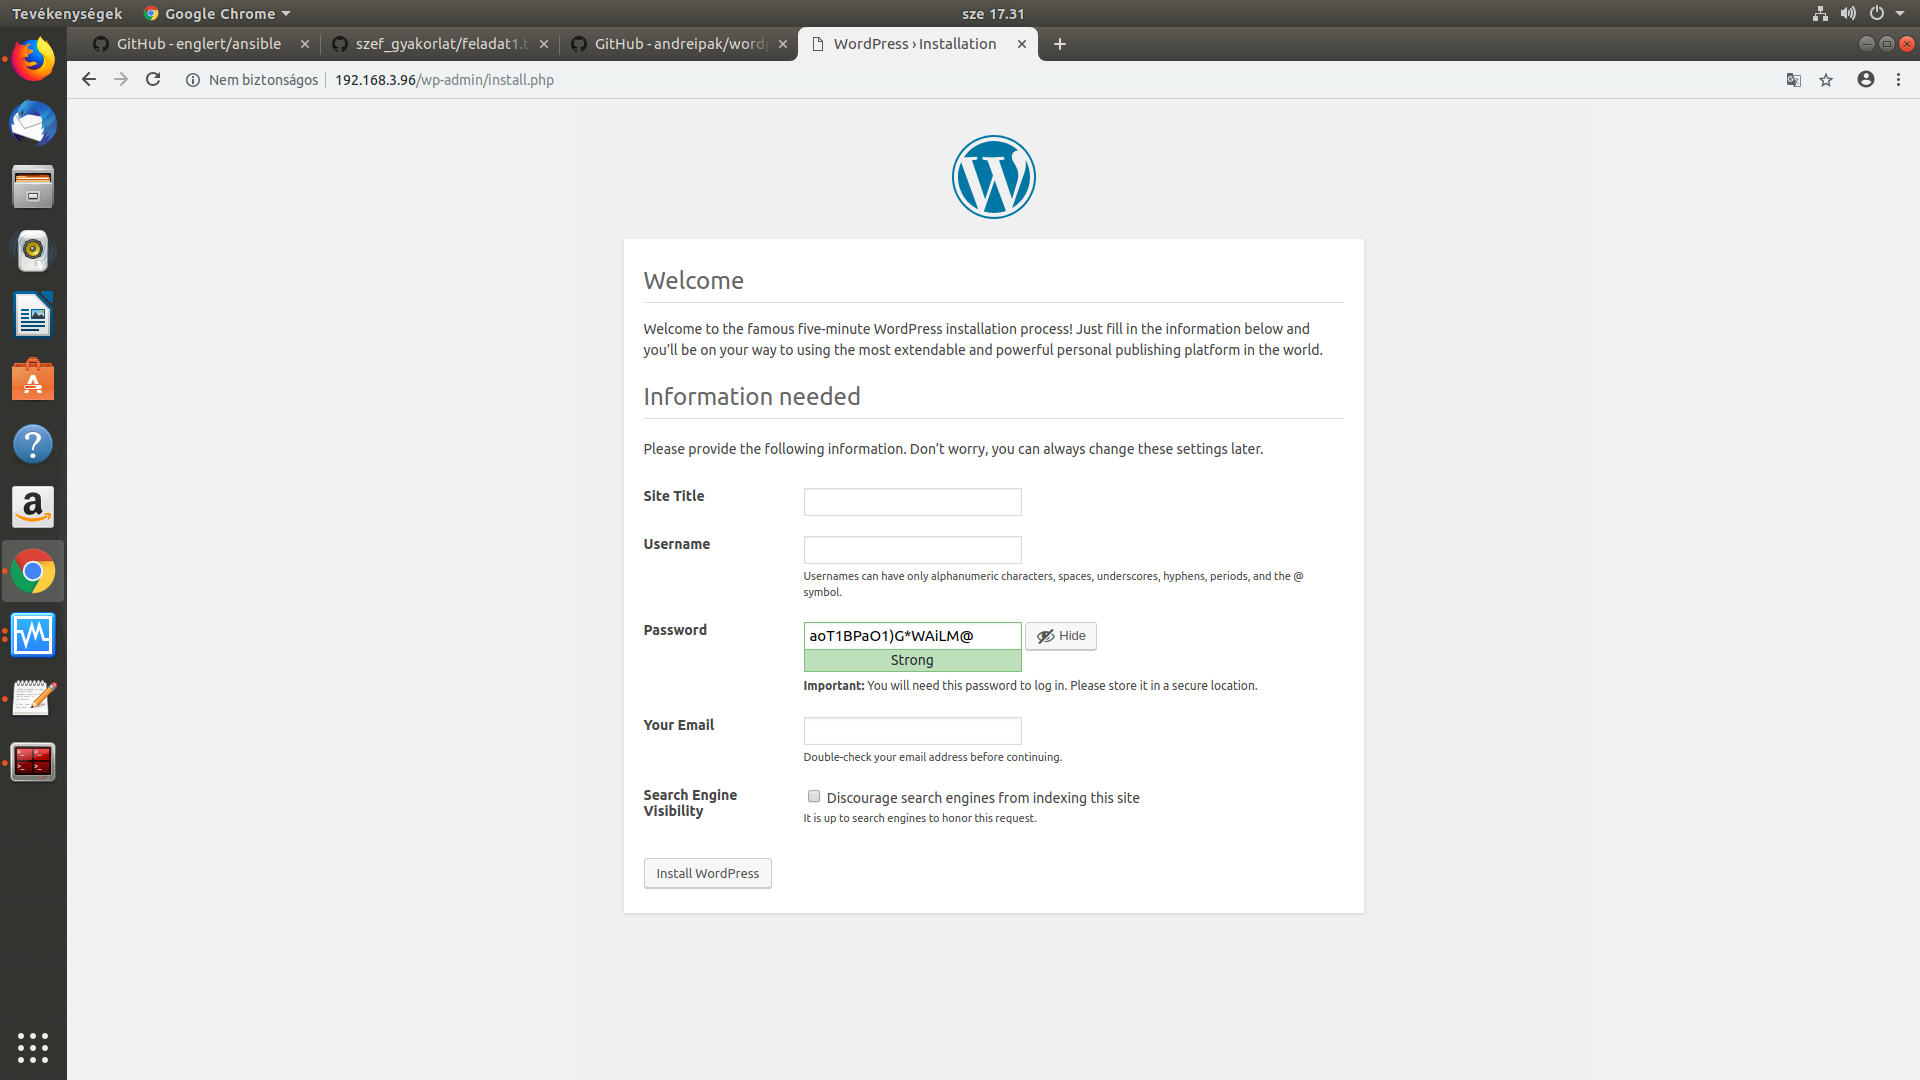 Tevékenységek Google Chrome sze 17.31
GitHub - englert/ansible szef_gyakorlat/feladat1.t GitHub - andreipak/wordp WordPress › Installation
Nem biztonságos 192.168.3.96/wp-admin/install.php
Welcome
Welcome to the famous five-minute WordPress installation process! Just fill in the information below and
you’ll be on your way to using the most extendable and powerful personal publishing platform in the world.
Information needed
Please provide the following information. Don’t worry, you can always change these settings later.
Site Title
Username
Usernames can have only alphanumeric characters, spaces, underscores, hyphens, periods, and the @
symbol.
Password aoT1BPaO1)G*WAiLM@ Hide
Strong
Important: You will need this password to log in. Please store it in a secure location.
Your Email
Double-check your email address before continuing.
Search Engine
Visibility
Discourage search engines from indexing this site
It is up to search engines to honor this request.
Install WordPress